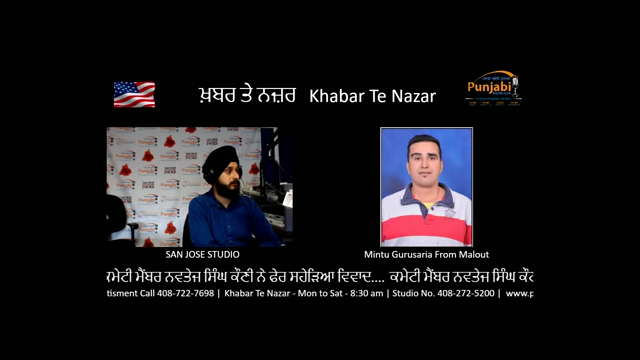 ਖ਼ਬਰ ਤੇ ਨਜ਼ਰ Khabar Te Nazar
Punjabi
SAN JOSE STUDIO
Mintu Gurusaria From Malout
ਕਮੇਟੀ ਮੈਂਬਰ ਨਵਤੇਜ ਸਿੰਘ ਕੌਣੀ ਨੇ ਫੇਰ ਸਹੇੜਿਆ ਵਿਵਾਦ.... ਕਮੇਟੀ ਮੈਂਬਰ ਨਵਤੇਜ ਸਿੰਘ
tisment Call 408-722-7698 | Khabar Te Nazar - Mon to Sat - 8:30 am | Studio No. 408-272-5200 | www.p